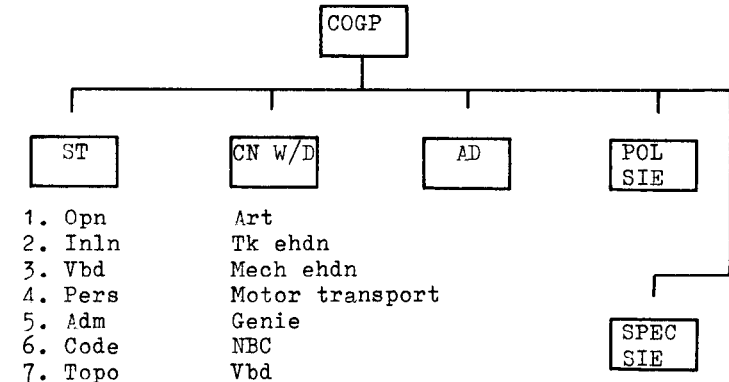 COGP
ST
CN W/D
AD
POL
SIE
1. Opn
2. Inln
3. Vbd
4. Pers
5. Adm
6. Code
7. Topo
Art
Tk ehdn
Mech ehdn
Motor transport
Genie
NBC
Vbd
SPEC
SIE